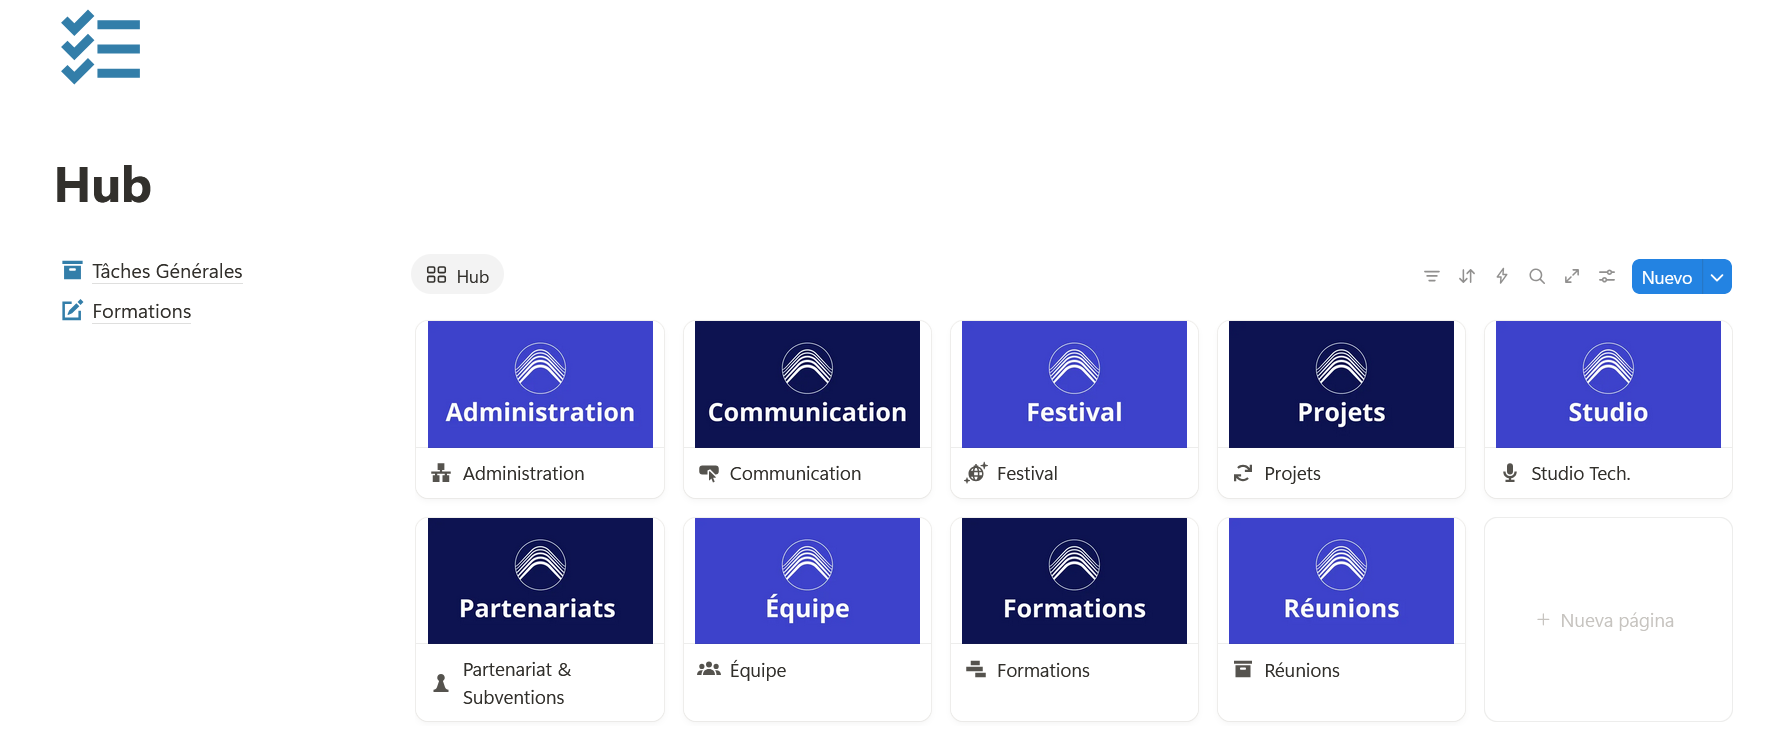 Hub
Tâches Générales
Formations
Hub
Nuevo
Administration
Communication
Festival
Projets
Studio
Administration
Communication
Festival
Projets
Studio Tech.
Partenariats
Équipe
Formations
Réunions
Partenariat &
Subventions
Équipe
Formations
Réunions
+ Nueva página